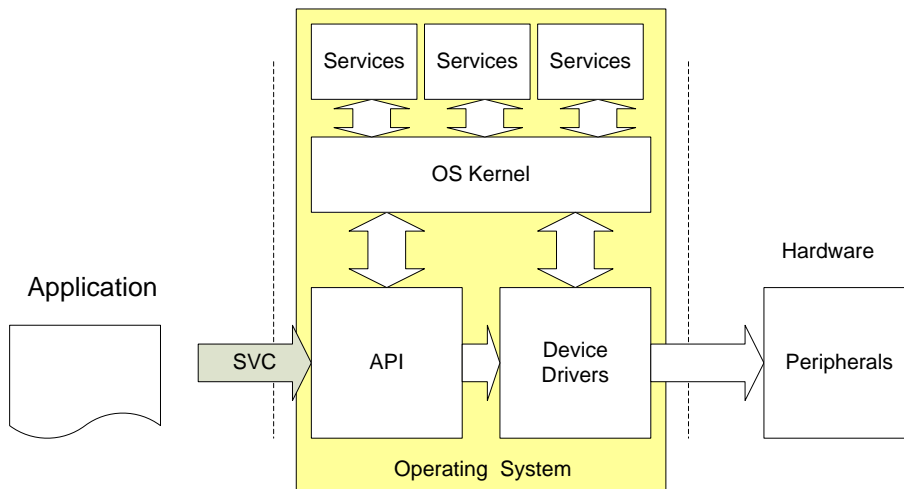 Services
Services
Services
OS Kernel
Hardware
Application
SVC
API
Device
Drivers
Peripherals
Operating System